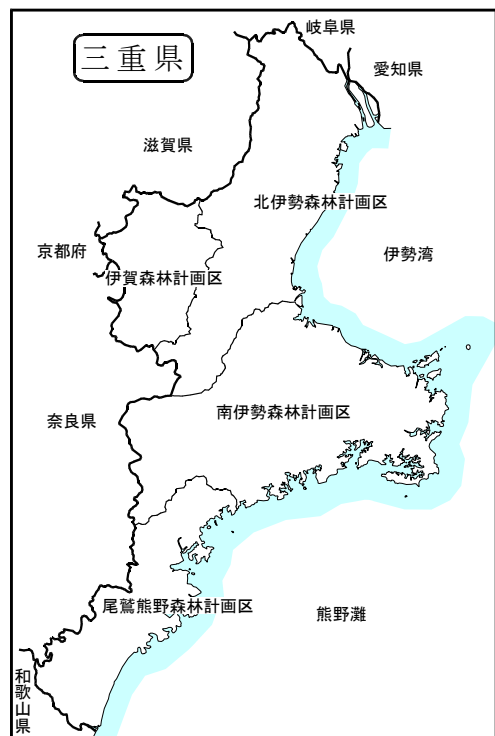 岐阜県
三重県
愛知県
滋賀県
北伊勢森林計画区
京都府
伊勢湾
伊賀森林計画区
南伊勢森林計画区
奈良県
尾鷲熊野森林計画区
熊野灘
和歌山県